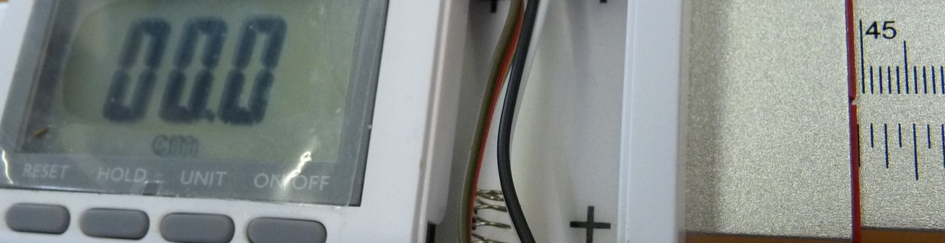 00.0
cm
RESET HOLD UNIT ON/OFF
45